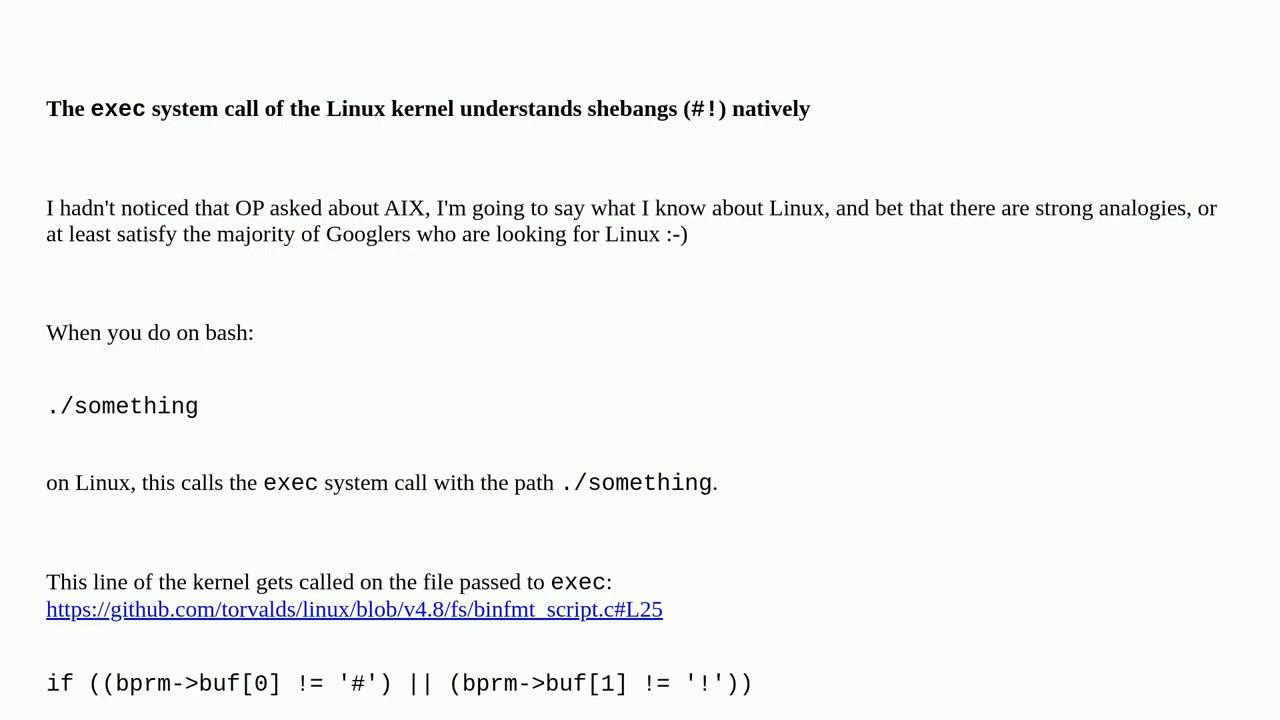 The exec system call of the Linux kernel understands shebangs (#!) natively
I hadn't noticed that OP asked about AIX, I'm going to say what I know about Linux, and bet that there are strong analogies, or
at least satisfy the majority of Googlers who are looking for Linux :-)
When you do on bash:
./something
on Linux, this calls the exec system call with the path ./something.
This line of the kernel gets called on the file passed to exec:
https://github.com/torvalds/linux/blob/v4.8/fs/binfmt_script.c#L25
if ((bprm->buf[0] != '#') || (bprm->buf[1] != '!'))